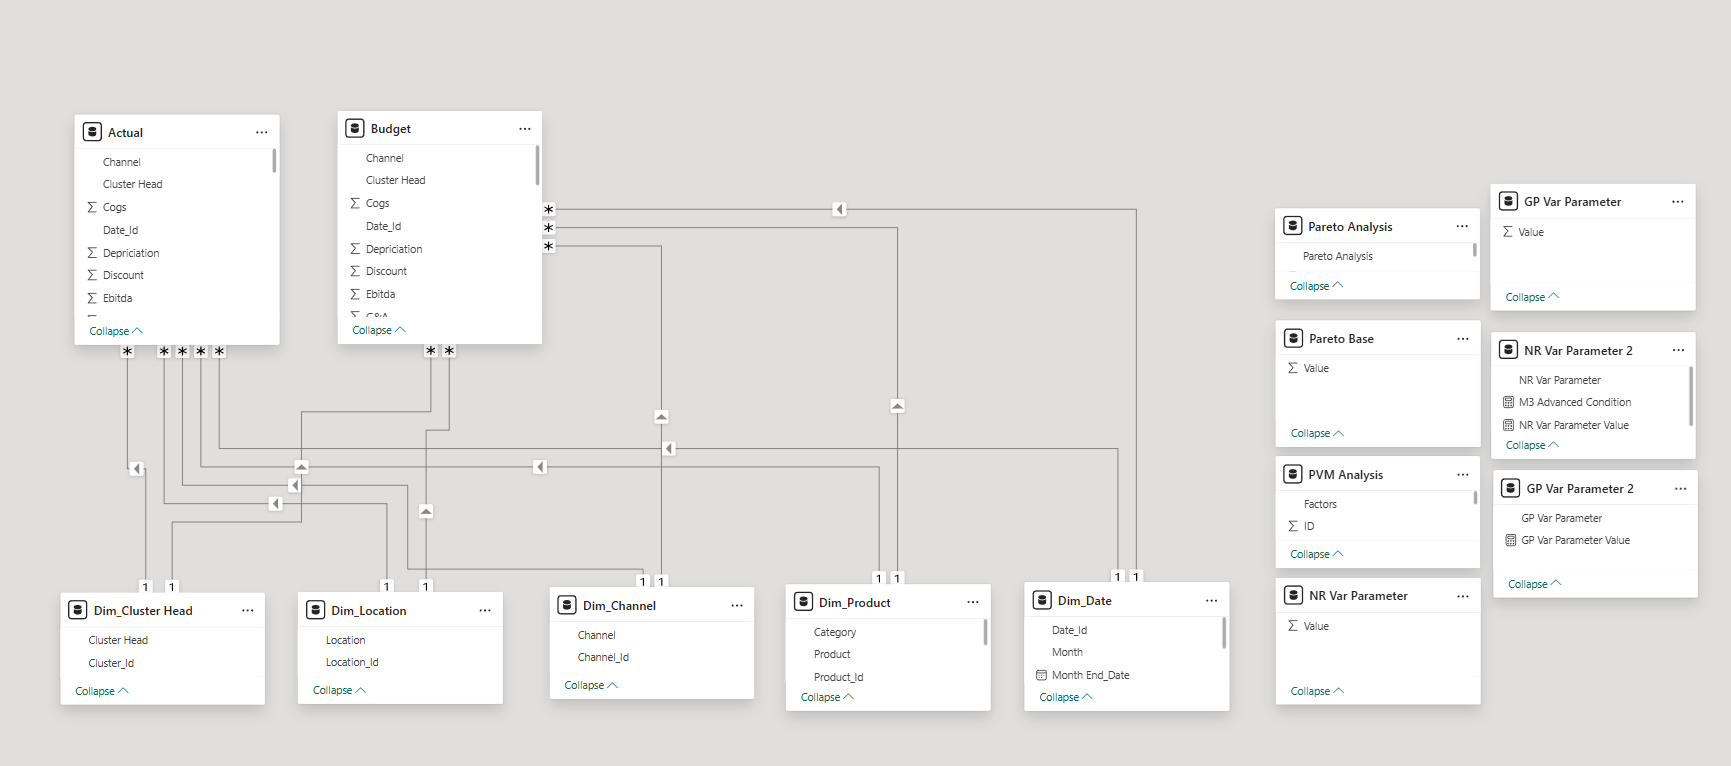 Actual
Channel
Cluster Head
Cogs
Date_Id
Depriciation
Discount
Ebitda
Collapse
Budget
Channel
Cluster Head
Cogs
Date_Id
Depriciation
Discount
Ebitda
G&A
Collapse
Pareto Analysis
Pareto Analysis
Collapse
GP Var Parameter
Value
Collapse
Pareto Base
Value
Collapse
NR Var Parameter 2
NR Var Parameter
M3 Advanced Condition
NR Var Parameter Value
Collapse
PVM Analysis
Factors
ID
Collapse
GP Var Parameter 2
GP Var Parameter
GP Var Parameter Value
Collapse
NR Var Parameter
Value
Collapse
1 1 1 1 1 1 1 1 1 1
Dim_Cluster Head
Cluster Head
Cluster_Id
Collapse
Dim_Location
Location
Location_Id
Collapse
Dim_Channel
Channel
Channel_Id
Collapse
Dim_Product
Category
Product
Product_Id
Collapse
Dim_Date
Date_Id
Month
Month End_Date
Collapse